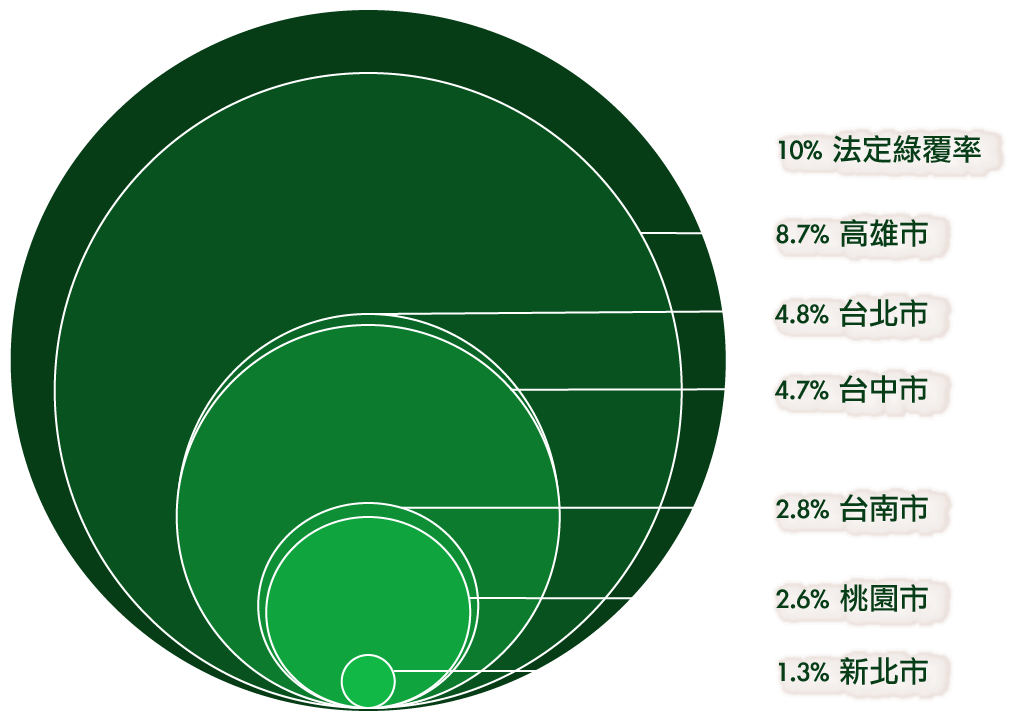 10% 法定綠覆率
8.7% 高雄市
4.8% 台北市
4.7% 台中市
2.8% 台南市
2.6% 桃園市
1.3% 新北市